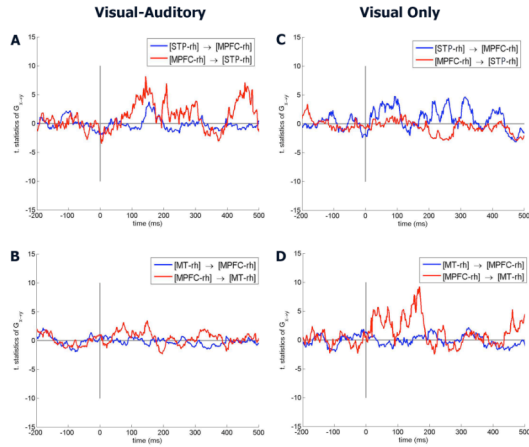 Visual-Auditory
Visual Only
A
[STP-rh] → [MPFC-rh]
[MPFC-rh] → [STP-rh]
t. statistics of G x→y
15
10
5
0
-5
-10
-15
-200 -100 0 100 200 300 400 500
time (ms)
C
[STP-rh] → [MPFC-rh]
[MPFC-rh] → [STP-rh]
t. statistics of G x→y
15
10
5
0
-5
-10
-15
-200 -100 0 100 200 300 400 500
time (ms)
B
[MT-rh] → [MPFC-rh]
[MPFC-rh] → [MT-rh]
t. statistics of G x→y
15
10
5
0
-5
-10
-15
-200 -100 0 100 200 300 400 500
time (ms)
D
[MT-rh] → [MPFC-rh]
[MPFC-rh] → [MT-rh]
t. statistics of G x→y
15
10
5
0
-5
-10
-15
-200 -100 0 100 200 300 400 500
time (ms)